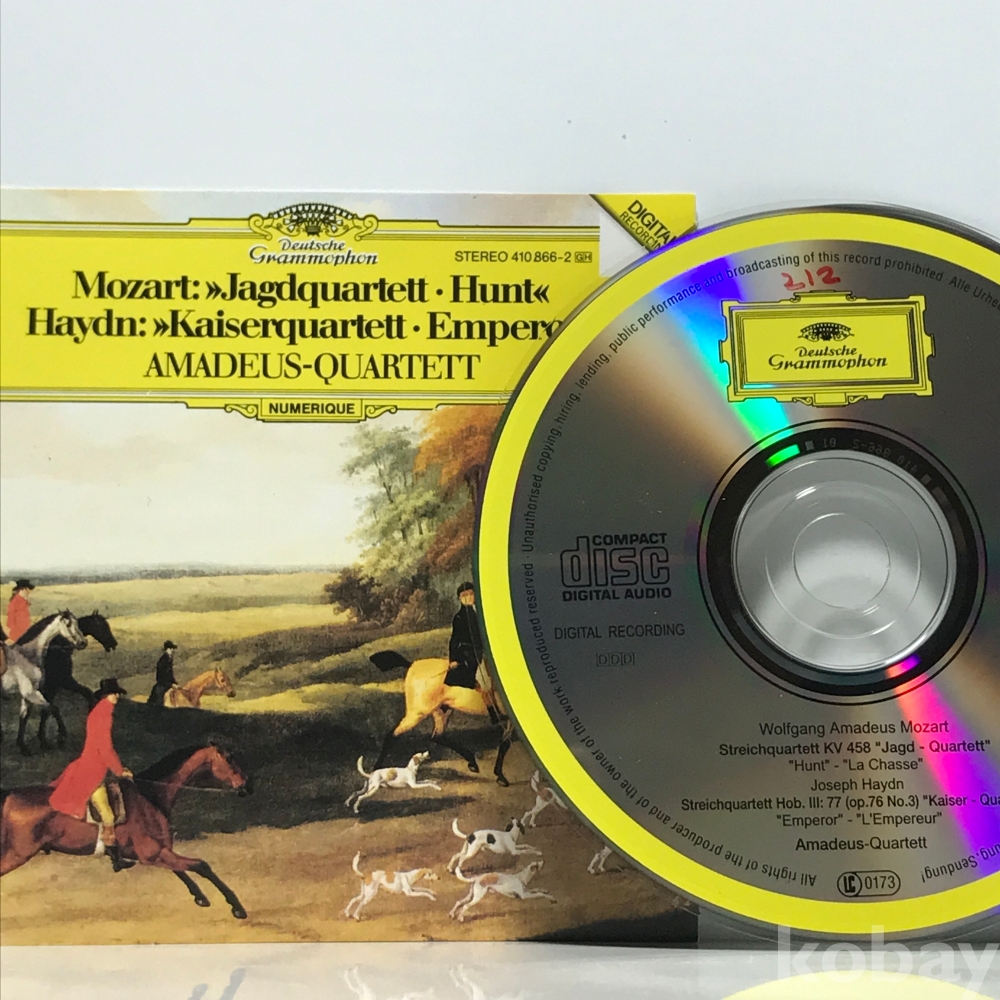 Deutsche
Grammophon
STEREO 410 866-2 GH
DIGITAL
RECORDING
Mozart: »Jagdquartett · Hunt«
Haydn: »Kaiserquartett · Empero
AMADEUS-QUARTETT
NUMERIQUE
212
Deutsche
Grammophon
All rights of the producer and of the owner of the work reproduced reserved · Unauthorised copying, hiring, lending, public performance and broadcasting of this record prohibited · Alle Urhe
ung, Sendung!
COMPACT
disc
DIGITAL AUDIO
DIGITAL RECORDING
DDD
Wolfgang Amadeus Mozart
Streichquartett KV 458 "Jagd - Quartett"
"Hunt" - "La Chasse"
Joseph Haydn
Streichquartett Hob. III: 77 (op.76 No.3) "Kaiser - Qua
"Emperor" - "L'Empereur"
Amadeus-Quartett
LC 0173
kobay